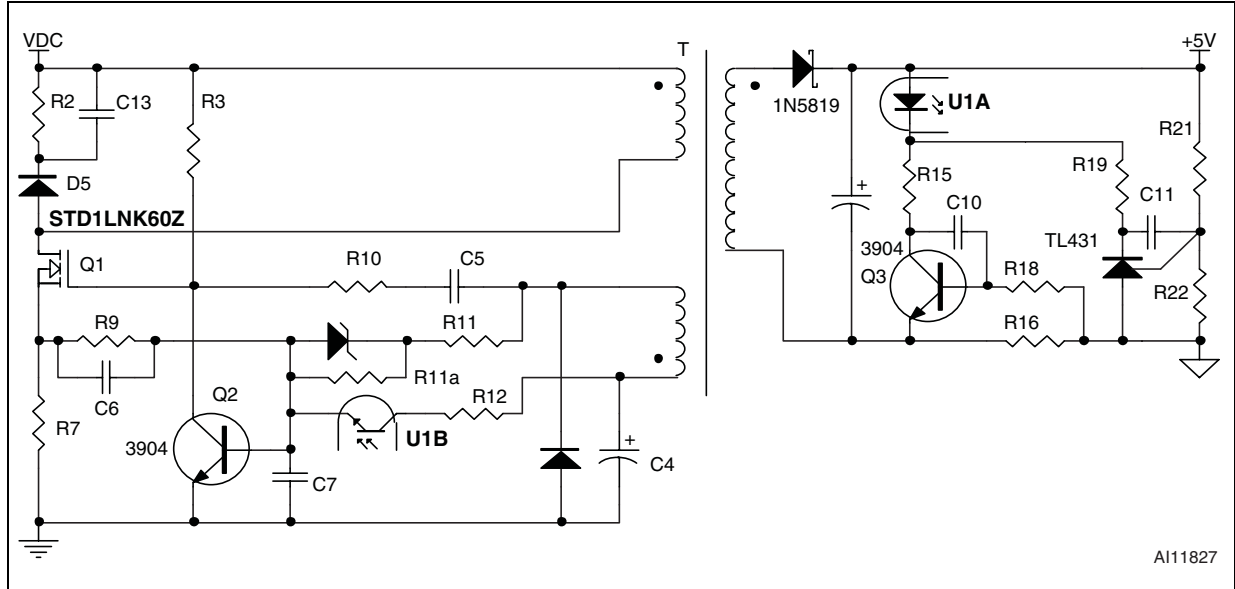 VDC
T
+5V
R2
C13
R3
1N5819
U1A
R21
D5
R15
R19
C11
STD1LNK60Z
C10
TL431
Q1
R10
C5
3904
Q3
R18
R22
R9
R11
R16
C6
R11a
Q2
R12
R7
U1B
3904
C7
C4
+
+
AI11827